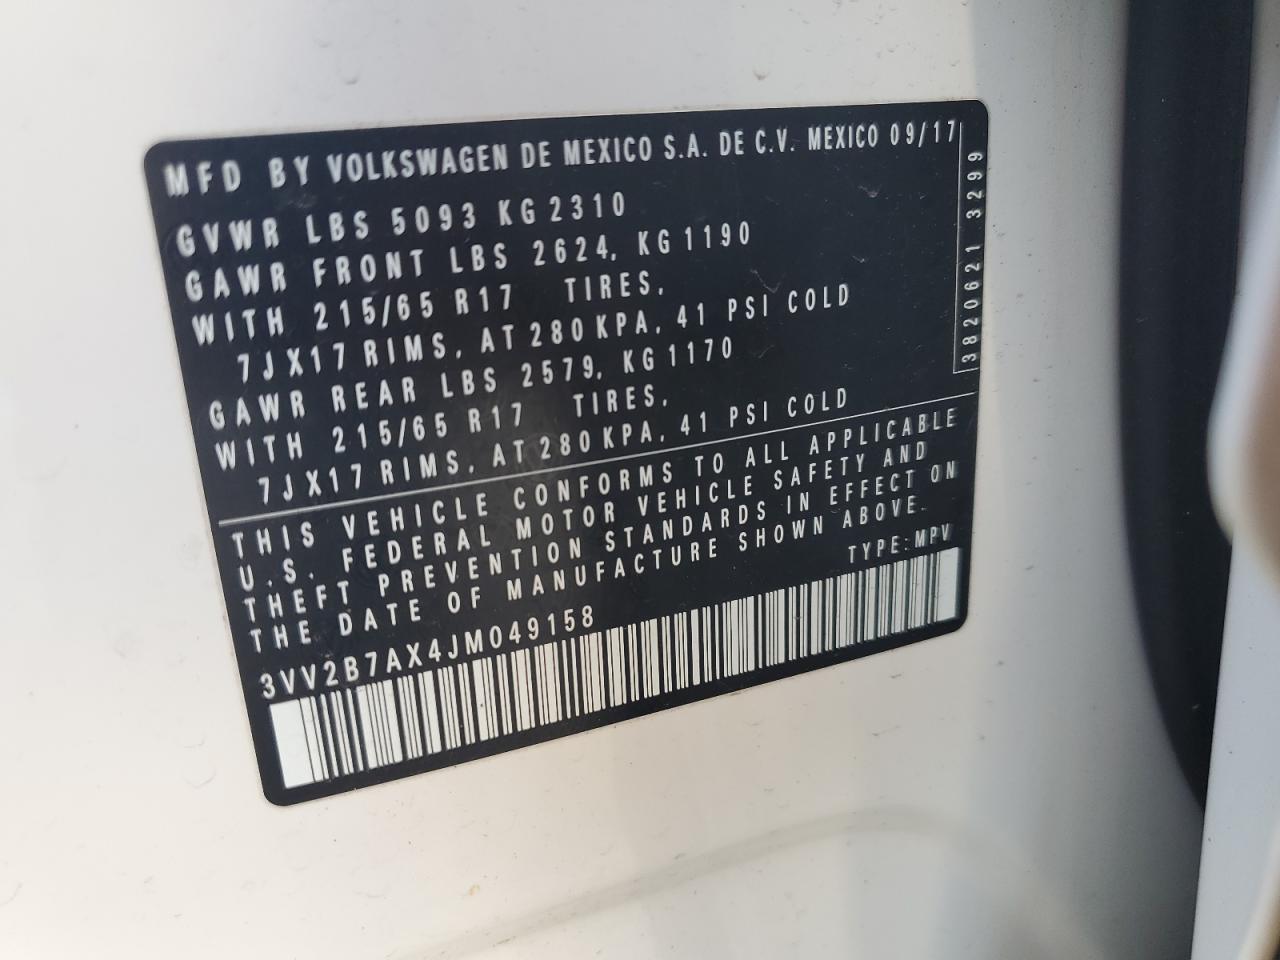 MFD BY VOLKSWAGEN DE MEXICO S.A. DE C.V. MEXICO 09/17
GVWR LBS 5093 KG 2310
GAWR FRONT LBS 2624, KG 1190
WITH 215/65 R17 TIRES,
7JX17 RIMS, AT 280 KPA, 41 PSI COLD
GAWR REAR LBS 2579, KG 1170
WITH 215/65 R17 TIRES,
7JX17 RIMS, AT 280 KPA, 41 PSI COLD
THIS VEHICLE CONFORMS TO ALL APPLICABLE
U.S. FEDERAL MOTOR VEHICLE SAFETY AND
THEFT PREVENTION STANDARDS IN EFFECT ON
THE DATE OF MANUFACTURE SHOWN ABOVE.
TYPE:MPV
3VV2B7AX4JM049158
3820621 3299